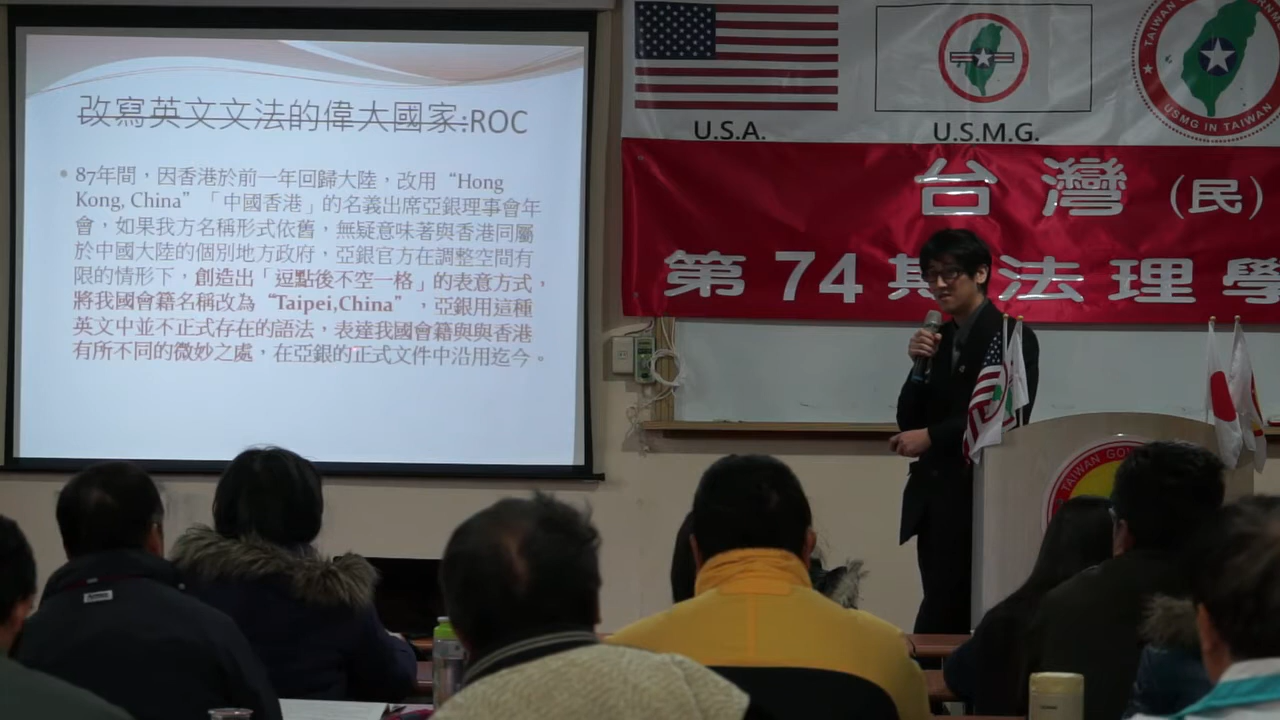 改寫英文文法的偉大國家:ROC
• 87年間，因香港於前一年回歸大陸，改用“Hong
Kong, China”「中國香港」的名義出席亞銀理事會年
會，如果我方名稱形式依舊，無疑意味著與香港同屬
於中國大陸的個別地方政府，亞銀官方在調整空間有
限的情形下，創造出「逗點後不空一格」的表意方式，
將我國會籍名稱改為“Taipei,China”，亞銀用這種
英文中並不正式存在的語法，表達我國會籍與與香港
有所不同的微妙之處，在亞銀的正式文件中沿用迄今。
U.S.A.
U.S.M.G.
USMG IN TAIWAN
台灣(民)
第74期法理學
TAIWAN GOV